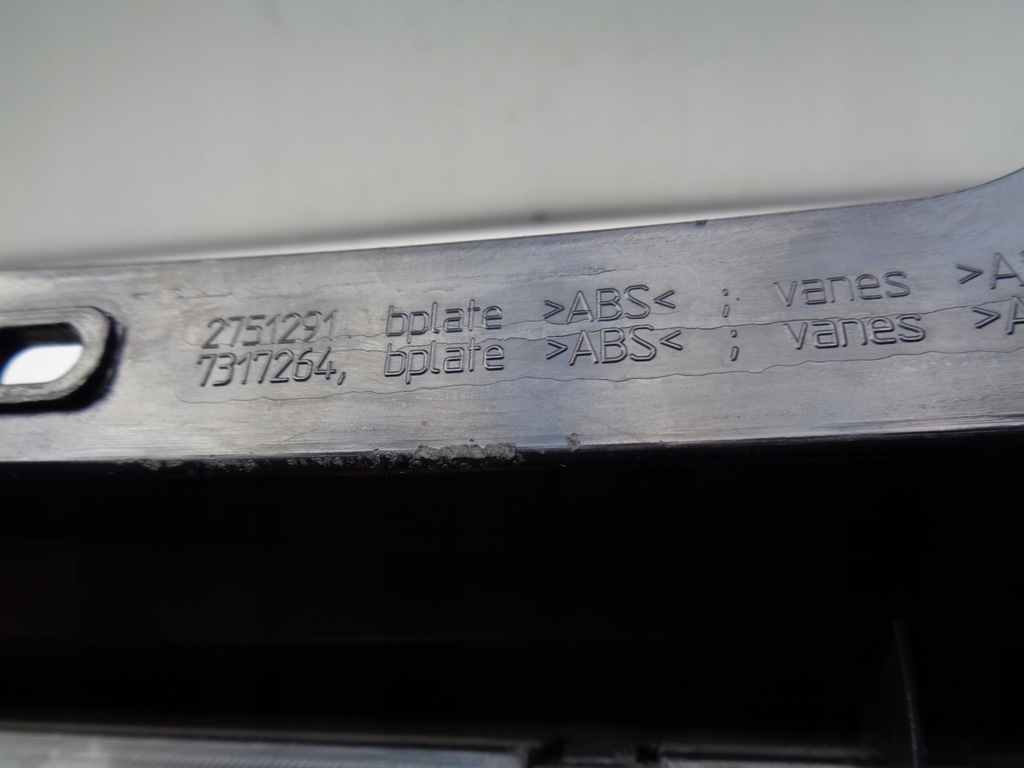 2751291 bplate >ABS< ; vanes >A
7317264, bplate >ABS< ; vanes >A